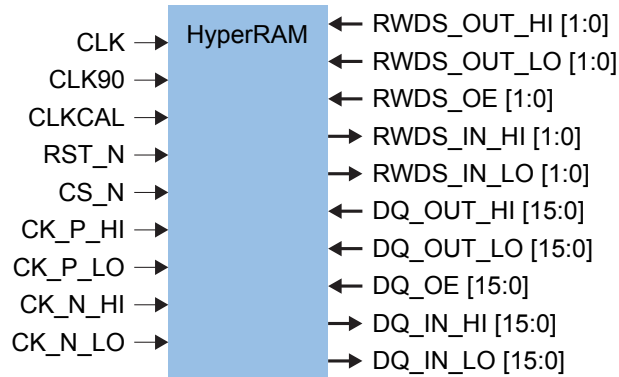 HyperRAM
CLK
CLK90
CLKCAL
RST_N
CS_N
CK_P_HI
CK_P_LO
CK_N_HI
CK_N_LO
RWDS_OUT_HI [1:0]
RWDS_OUT_LO [1:0]
RWDS_OE [1:0]
RWDS_IN_HI [1:0]
RWDS_IN_LO [1:0]
DQ_OUT_HI [15:0]
DQ_OUT_LO [15:0]
DQ_OE [15:0]
DQ_IN_HI [15:0]
DQ_IN_LO [15:0]